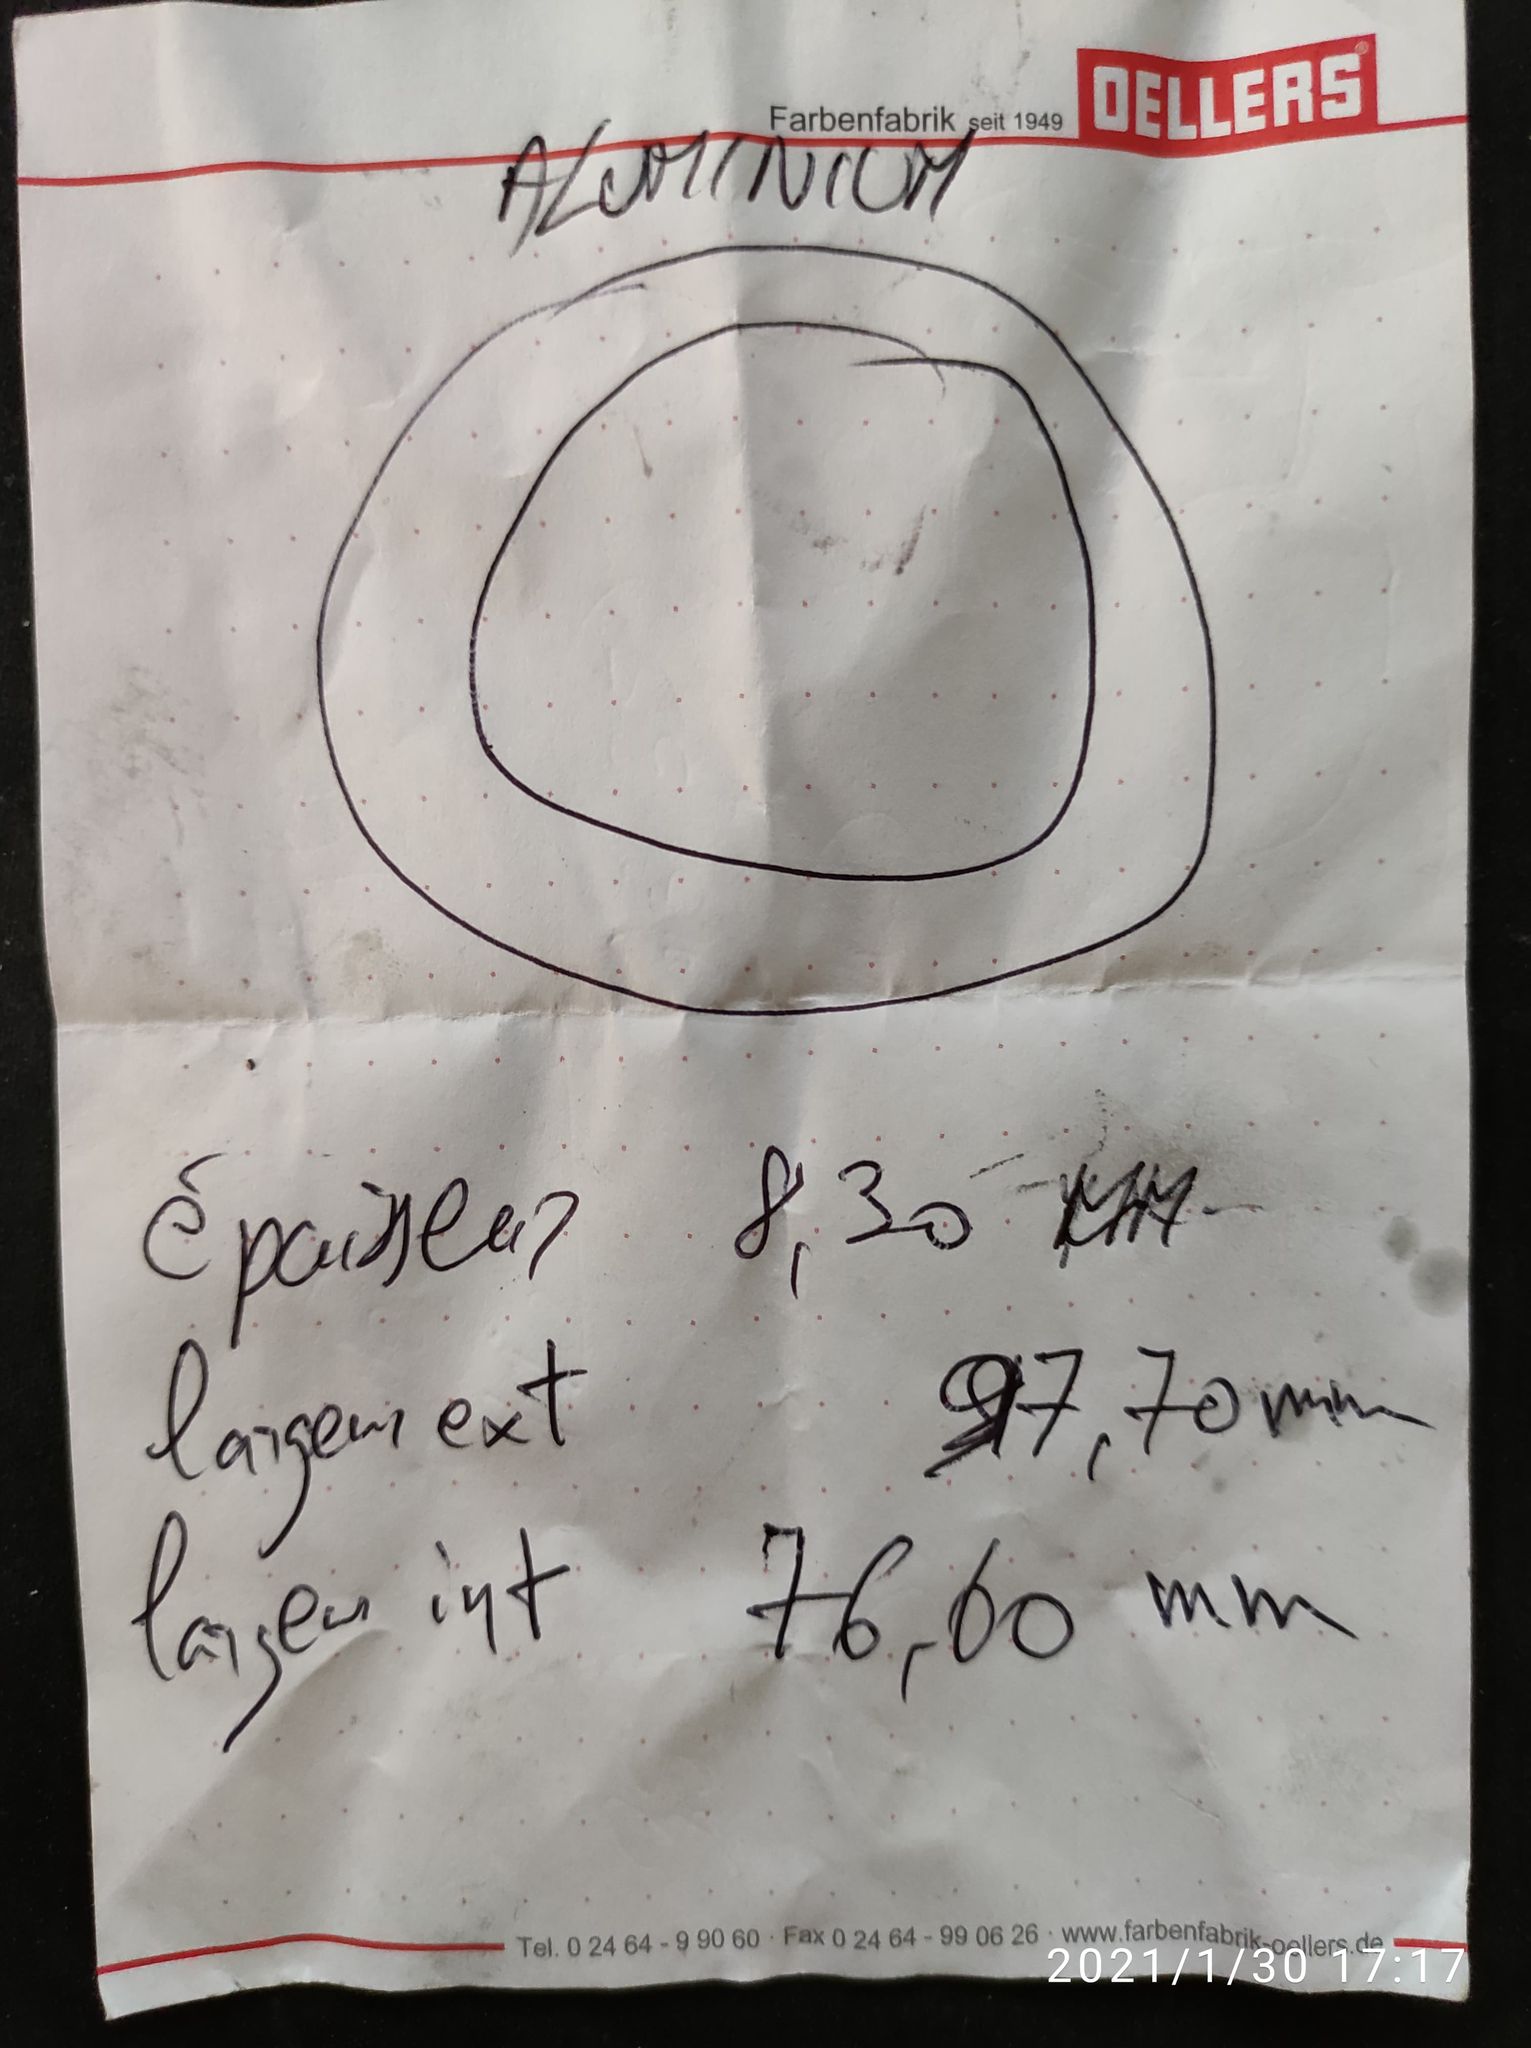 OELLERS®
Farbenfabrik seit 1949
ALUMINIUM
épaisseur 8,30 MM
largeur ext 97,70 mm
largeur int 76,60 mm
Tel. 0 24 64 - 9 90 60 · Fax 0 24 64 - 99 06 26 · www.farbenfabrik-oellers.de
2021/1/30 17:17